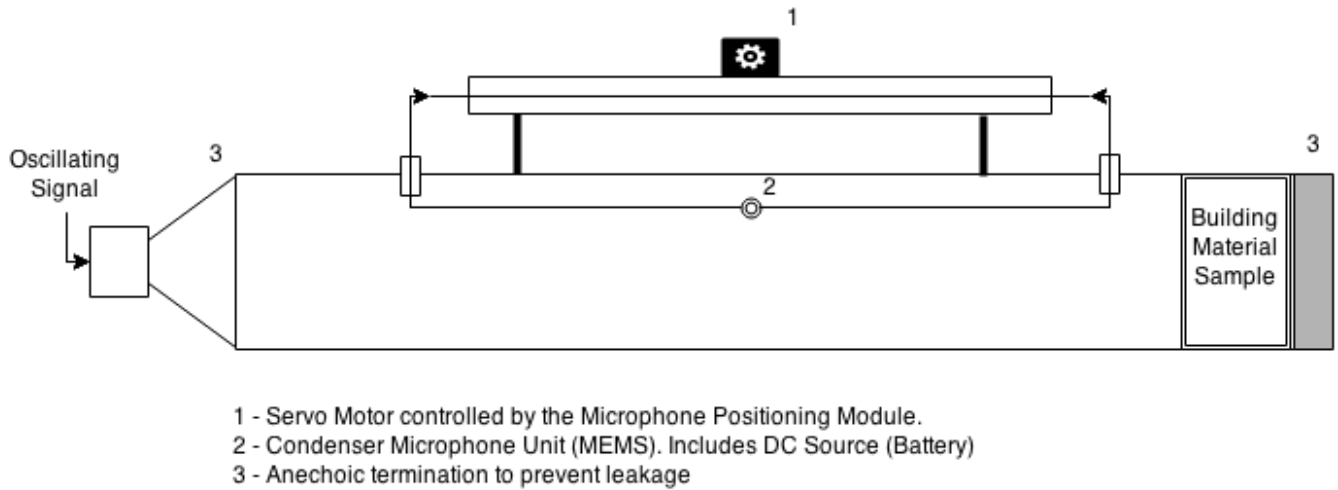 1
Oscillating
Signal
3
3
2
Building
Material
Sample
1 - Servo Motor controlled by the Microphone Positioning Module.
2 - Condenser Microphone Unit (MEMS). Includes DC Source (Battery)
3 - Anechoic termination to prevent leakage